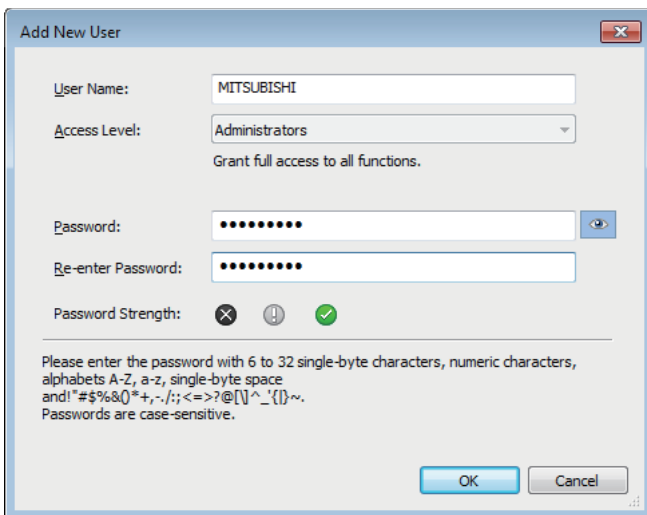 Add New User
User Name: MITSUBISHI
Access Level: Administrators
Grant full access to all functions.
Password: •••••••••
Re-enter Password: •••••••••
Password Strength:
Please enter the password with 6 to 32 single-byte characters, numeric characters,
alphabets A-Z, a-z, single-byte space
and!"#$%&()*+,-./:;<=>?@[\]^_'{|}~.
Passwords are case-sensitive.
OK Cancel